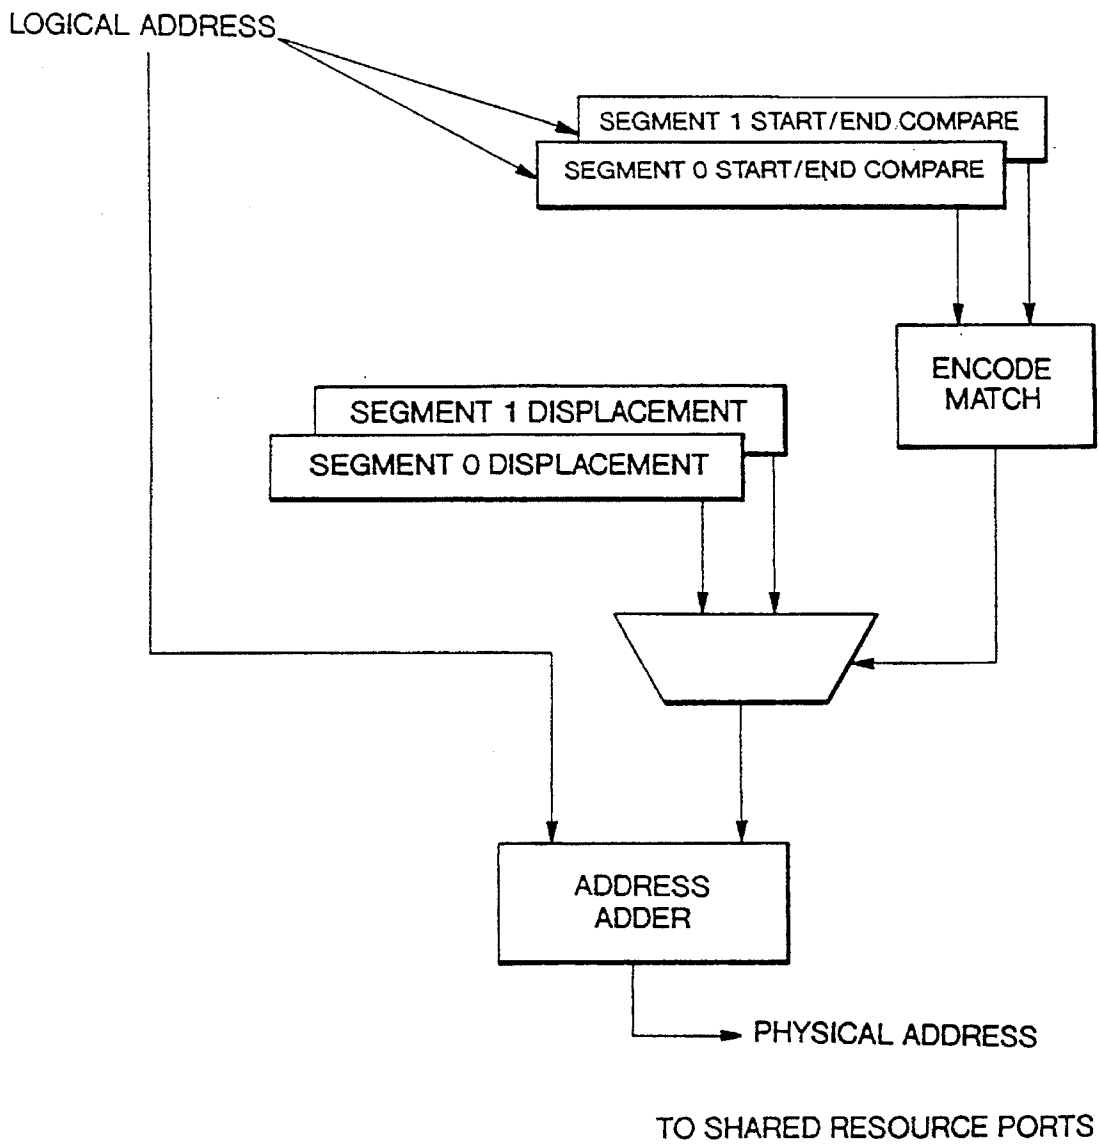 LOGICAL ADDRESS
SEGMENT 1 START/END COMPARE
SEGMENT 0 START/END COMPARE
ENCODE
MATCH
SEGMENT 1 DISPLACEMENT
SEGMENT 0 DISPLACEMENT
ADDRESS
ADDER
PHYSICAL ADDRESS
TO SHARED RESOURCE PORTS